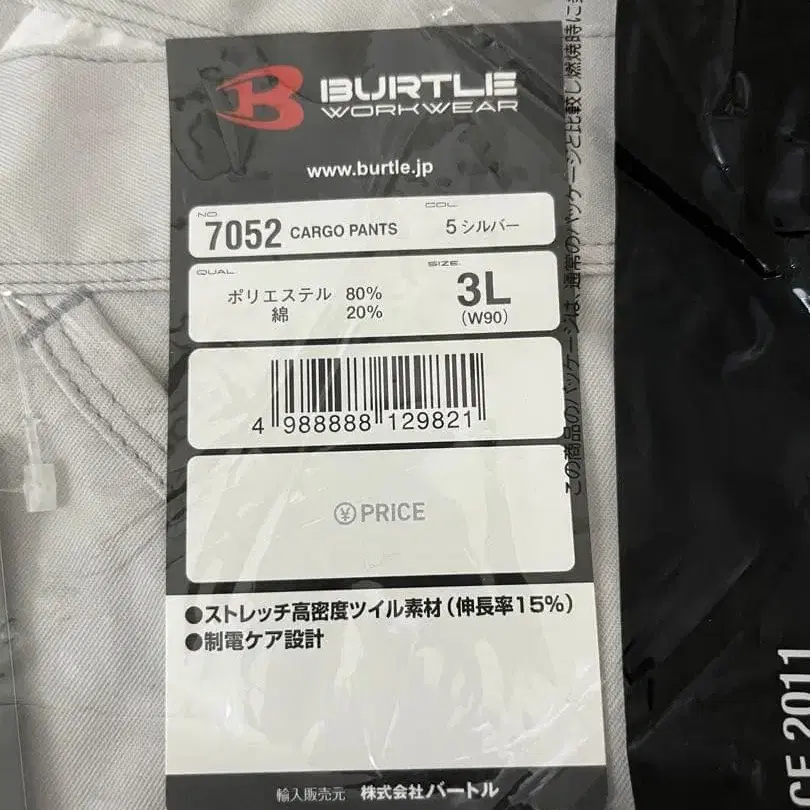 BURTLE
WORKWEAR
www.burtle.jp
NO
7052 CARGO PANTS
COL.
5 シルバー
QUAL.
ポリエステル 80%
綿 20%
SIZE.
3L
(W90)
4 988888 129821
¥ PRICE
●ストレッチ高密度ツイル素材(伸長率15%)
●制電ケア設計
輸入販売元 株式会社バートル
この商品のパッケージは、通常のパッケージと比較し燃焼時に
CE 2011